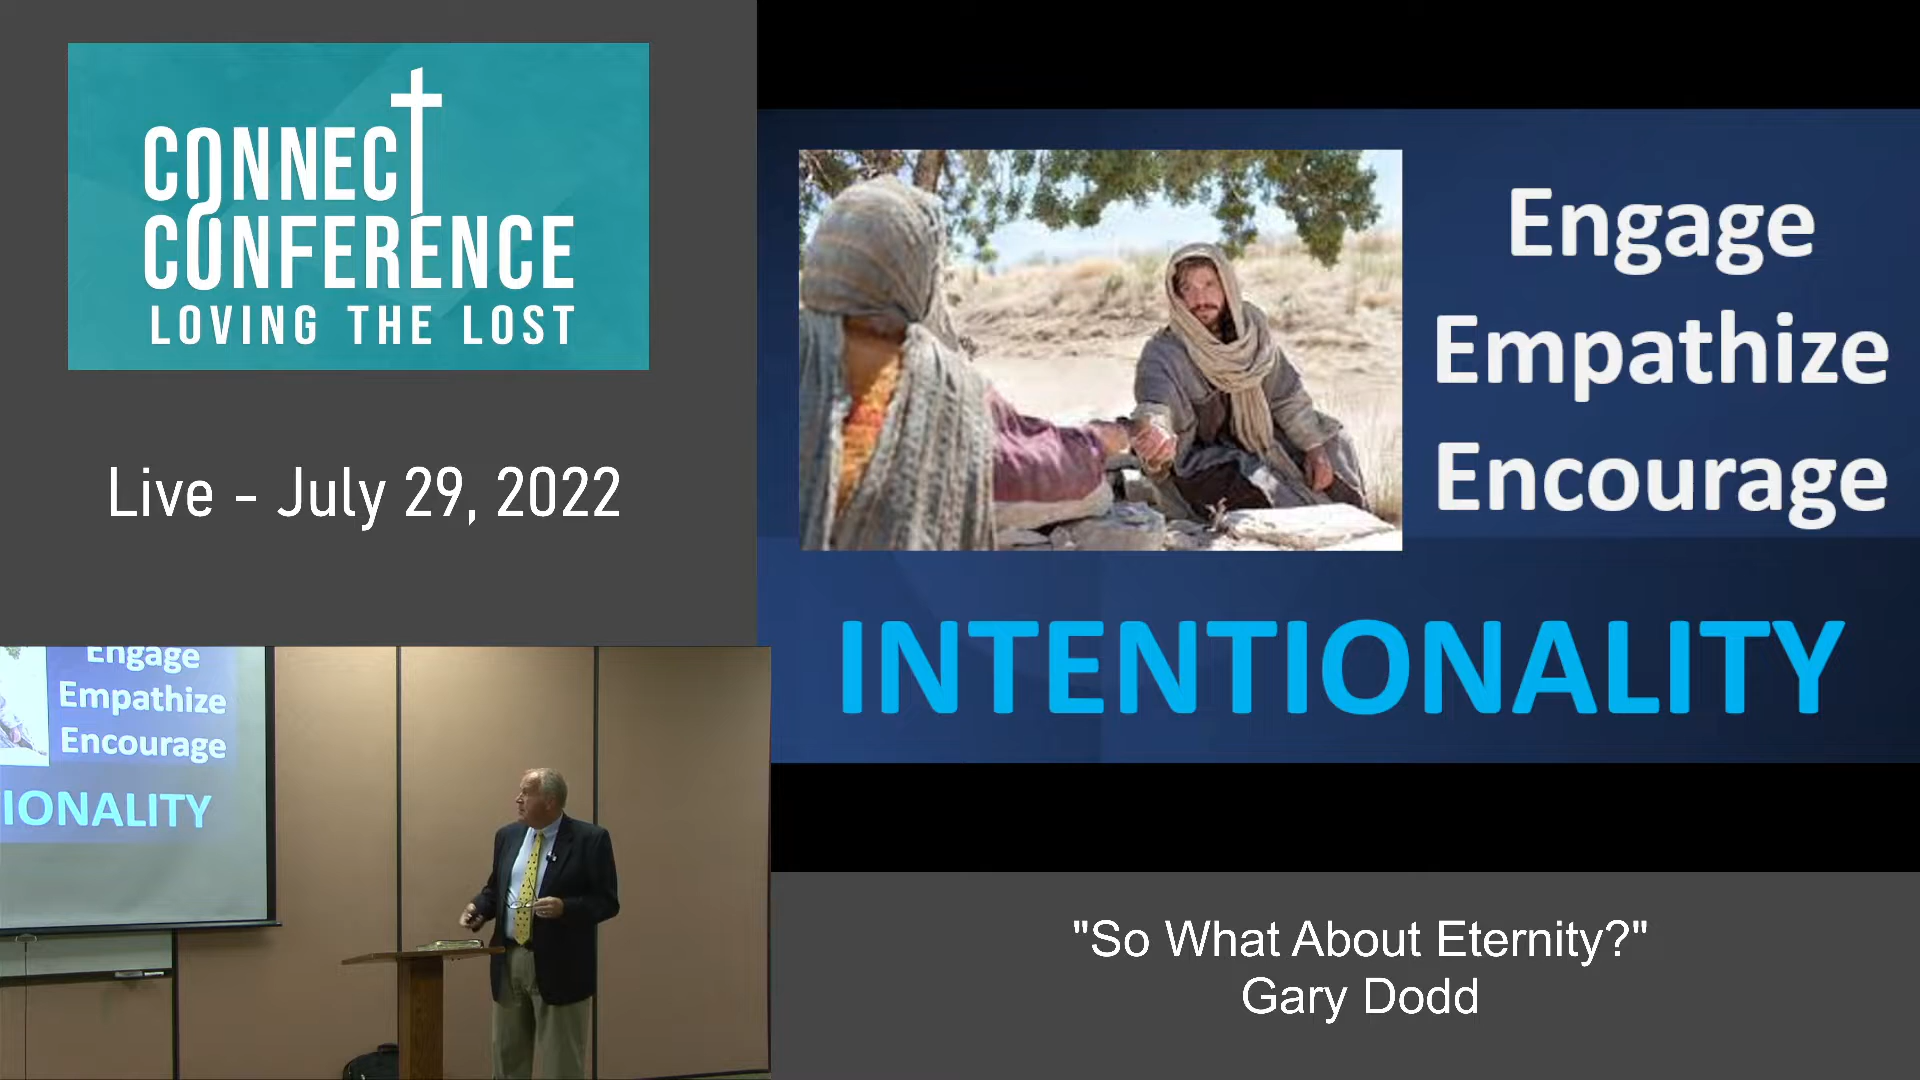 CONNECT
CONFERENCE
LOVING THE LOST
Live - July 29, 2022
Engage
Empathize
Encourage
INTENTIONALITY
Engage
Empathize
Encourage
IONALITY
"So What About Eternity?"
Gary Dodd